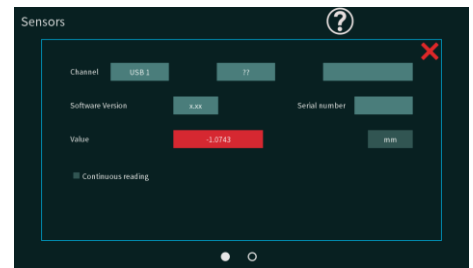 Sensors ?
Channel USB 1 ??
Software Version x.xx Serial number
Value -1.0743 mm
Continuous reading